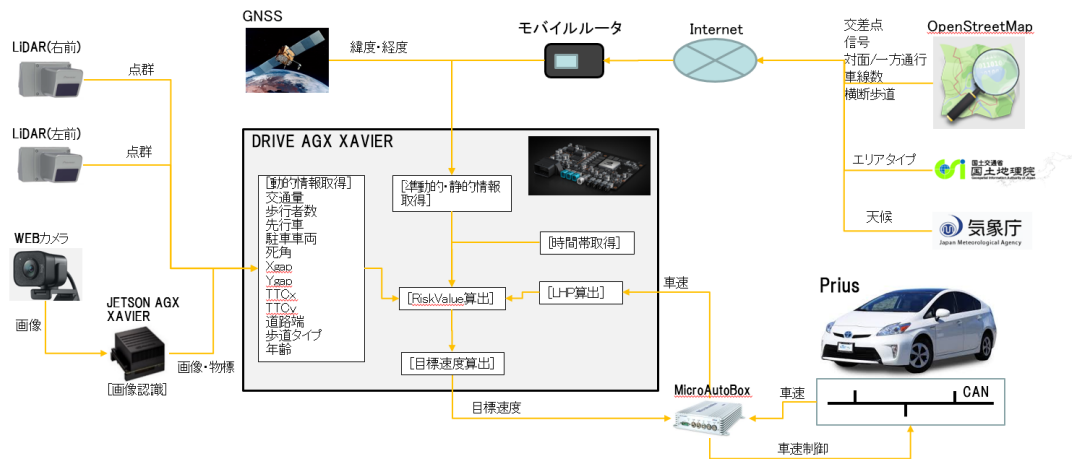 GNSS
緯度・経度
モバイルルータ
Internet
交差点
信号
対面/一方通行
車線数
横断歩道
OpenStreetMap
LiDAR(右前)
点群
LiDAR(左前)
点群
DRIVE AGX XAVIER
[動的情報取得]
交通量
歩行者数
先行車
駐車車両
死角
Xgap
Ygap
TTCx
TTCy
道路端
歩道タイプ
年齢
[準動的・静的情報
取得]
[時間帯取得]
[RiskValue算出]
[LHP算出]
[目標速度算出]
エリアタイプ
国土交通省
国土地理院
天候
気象庁
Japan Meteorological Agency
WEBカメラ
画像
JETSON AGX
XAVIER
[画像認識]
画像・物標
車速
Prius
目標速度
MicroAutoBox
車速
CAN
車速制御